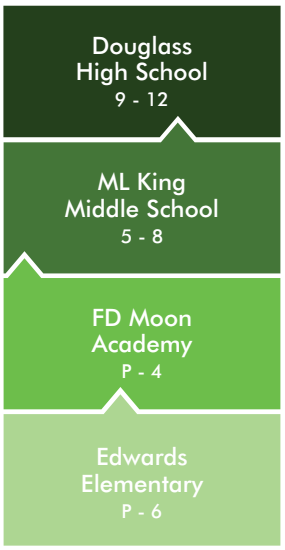 Douglass
High School
9 - 12
ML King
Middle School
5 - 8
FD Moon
Academy
P - 4
Edwards
Elementary
P - 6